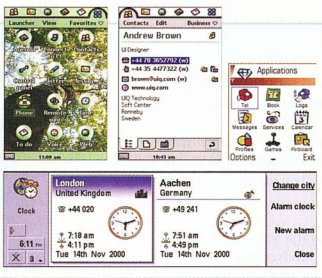 Launcher View Favorites
Contacts
Control
panel
Phone
Remote
To do
Voice
Web
11:09 am
Contacts Edit Business
Andrew Brown
UI Designer
+44 78 3652792 (w)
+44 35 4477322 (w)
brown@uiq.com (w)
www.uiq.com
UIQ Technology
Soft Center
Ronneby
Sweden
10:43 am
Applications
Tel Book Logs
Messages Services Calendar
Profiles Games Pinboard
Options Exit
Clock
6:11 pm
London
United Kingdom
+44 020
7:18 am
4:11 pm
Tue 14th Nov 2000
Aachen
Germany
+49 241
7:51 am
4:49 pm
Tue 14th Nov 2000
Change city
Alarm clock
New alarm
Close